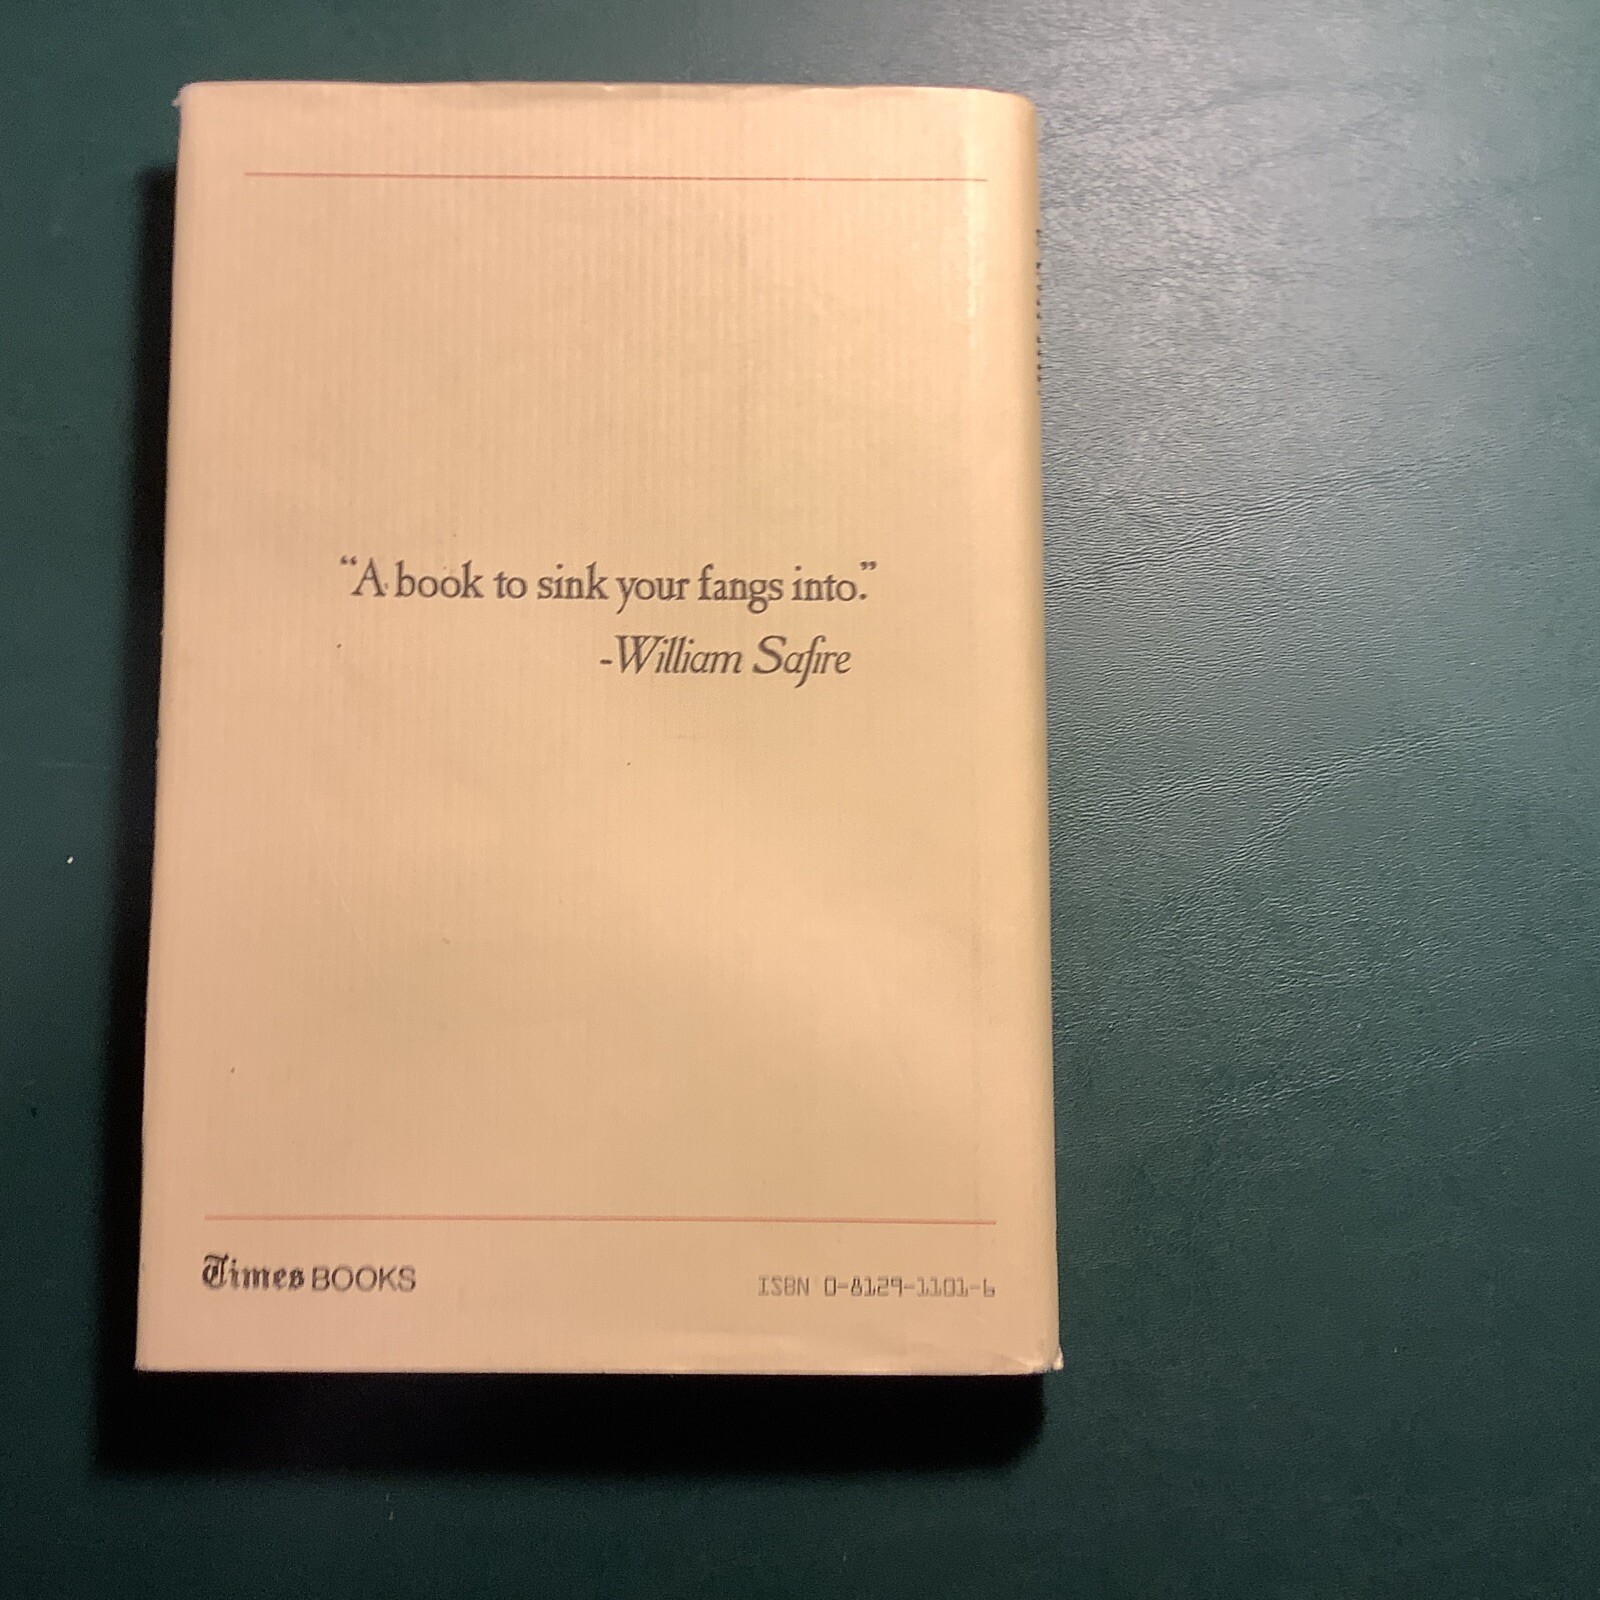 “A book to sink your fangs into.”
-William Safire
Times BOOKS
ISBN 0-8129-1101-6